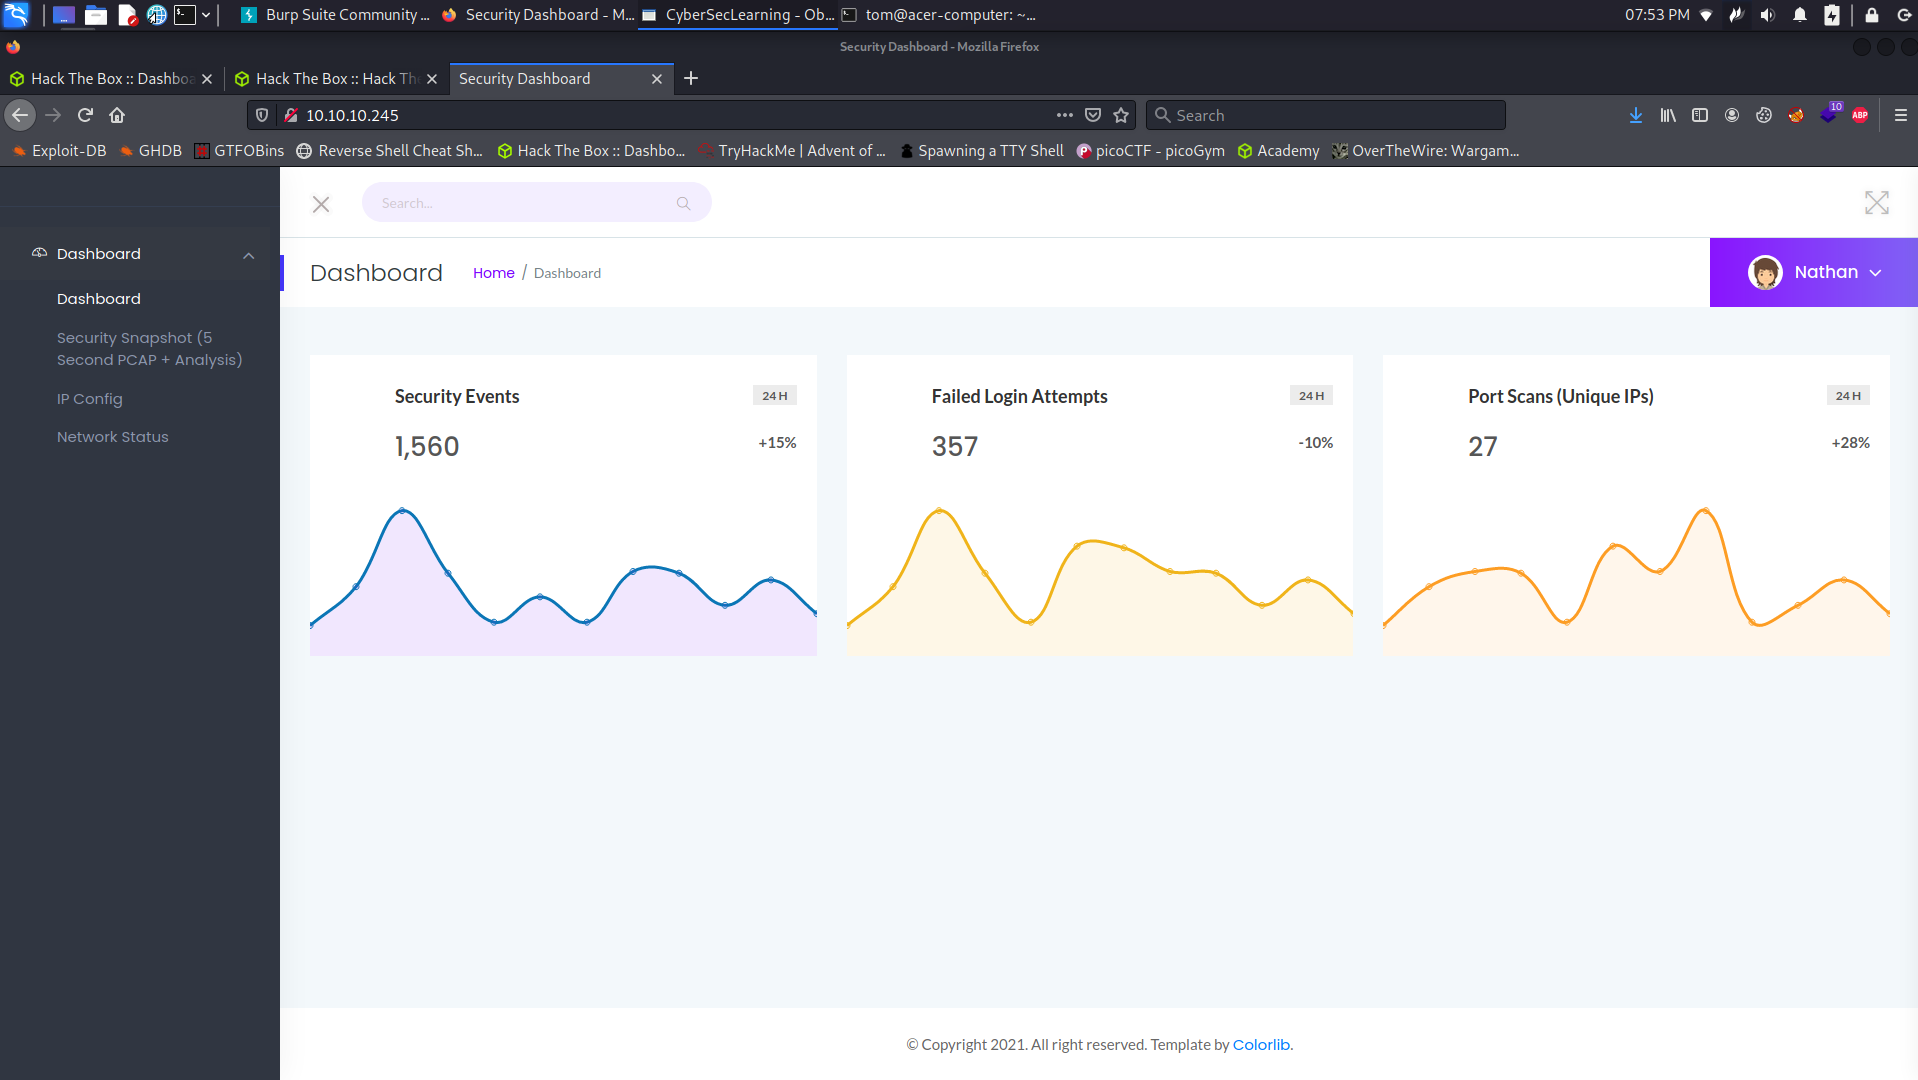 Burp Suite Community ...
Security Dashboard - M...
CyberSecLearning - Ob...
tom@acer-computer: ~...
07:53 PM
Security Dashboard - Mozilla Firefox
Hack The Box :: Dashboa
Hack The Box :: Hack The
Security Dashboard
10.10.10.245
Search
10
ABP
Exploit-DB
GHDB
GTFOBins
Reverse Shell Cheat Sh...
Hack The Box :: Dashbo...
TryHackMe | Advent of ...
Spawning a TTY Shell
picoCTF - picoGym
Academy
OverTheWire: Wargam...
Search...
Dashboard
Dashboard
Security Snapshot (5
Second PCAP + Analysis)
IP Config
Network Status
Dashboard
Home / Dashboard
Nathan
Security Events
24 H
1,560
+15%
Failed Login Attempts
24 H
357
-10%
Port Scans (Unique IPs)
24 H
27
+28%
© Copyright 2021. All right reserved. Template by Colorlib.